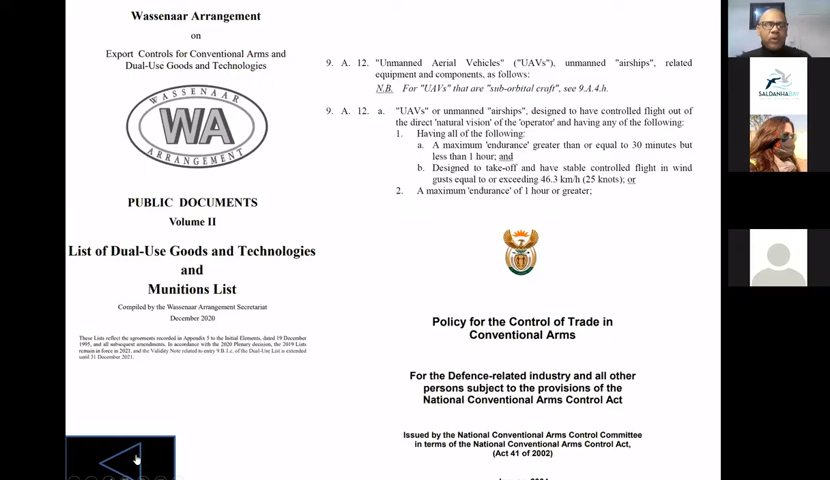 Wassenaar Arrangement
on
Export Controls for Conventional Arms and
Dual-Use Goods and Technologies
WASSENAAR
WA
ARRANGEMENT
PUBLIC DOCUMENTS
Volume II
List of Dual-Use Goods and Technologies
and
Munitions List
Compiled by the Wassenaar Arrangement Secretariat
December 2020
These Lists reflect the agreements recorded in Appendix 5 to the Initial Elements, dated 19 December
1995, and all subsequent amendments. In accordance with the 2020 Plenary decision, the 2019 Lists
remain in force in 2021, and the Validity Note related to entry 9.B.1.c. of the Dual-Use List is extended
until 31 December 2021.
9. A. 12. "Unmanned Aerial Vehicles" ("UAVs"), unmanned "airships", related
equipment and components, as follows:
N.B. For "UAVs" that are "sub-orbital craft", see 9.A.4.h.
9. A. 12. a. "UAVs" or unmanned "airships", designed to have controlled flight out of
the direct 'natural vision' of the 'operator' and having any of the following:
1. Having all of the following:
a. A maximum 'endurance' greater than or equal to 30 minutes but
less than 1 hour; and
b. Designed to take-off and have stable controlled flight in wind
gusts equal to or exceeding 46.3 km/h (25 knots); or
2. A maximum 'endurance' of 1 hour or greater;
Policy for the Control of Trade in
Conventional Arms
For the Defence-related industry and all other
persons subject to the provisions of the
National Conventional Arms Control Act
Issued by the National Conventional Arms Control Committee
in terms of the National Conventional Arms Control Act,
(Act 41 of 2002)
SALDANHABAY